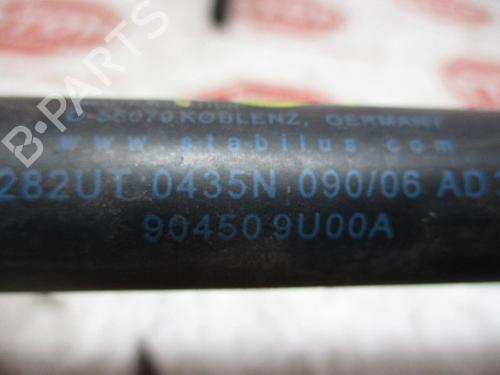 D-56070 KOBLENZ, GERMANY
www.stabilus.com
282UT 0435N 090/06 AD
90450 9U00A
B-PARTS